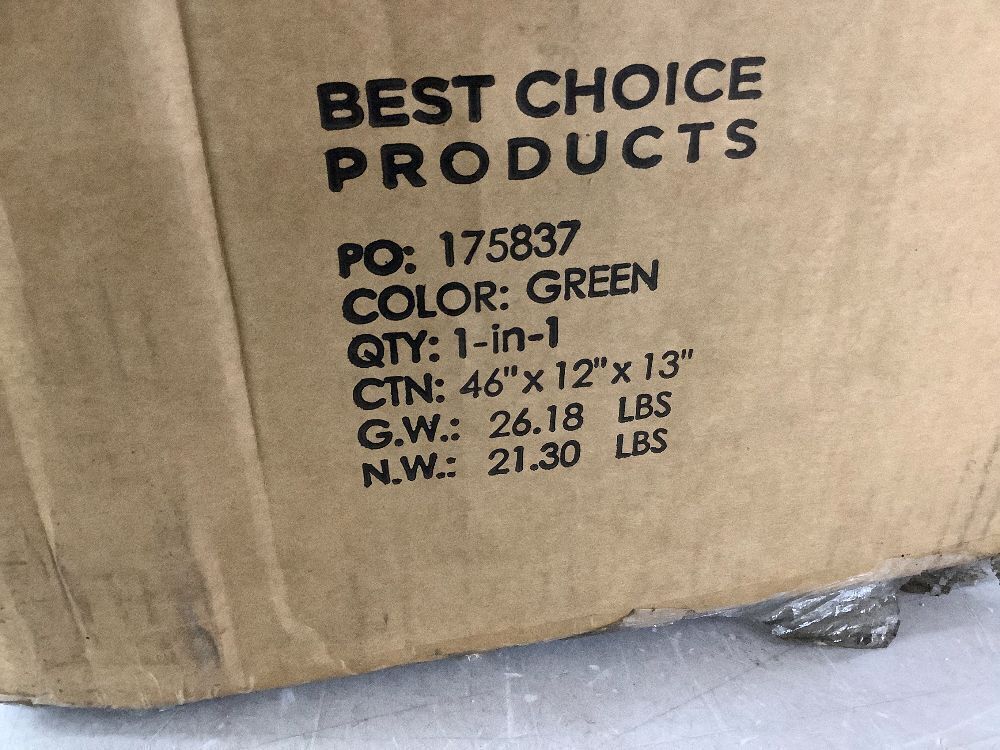 BEST CHOICE
PRODUCTS
PO: 175837
COLOR: GREEN
QTY: 1-in-1
CTN: 46"x 12"x 13"
G.W.: 26.18 LBS
N.W.: 21.30 LBS